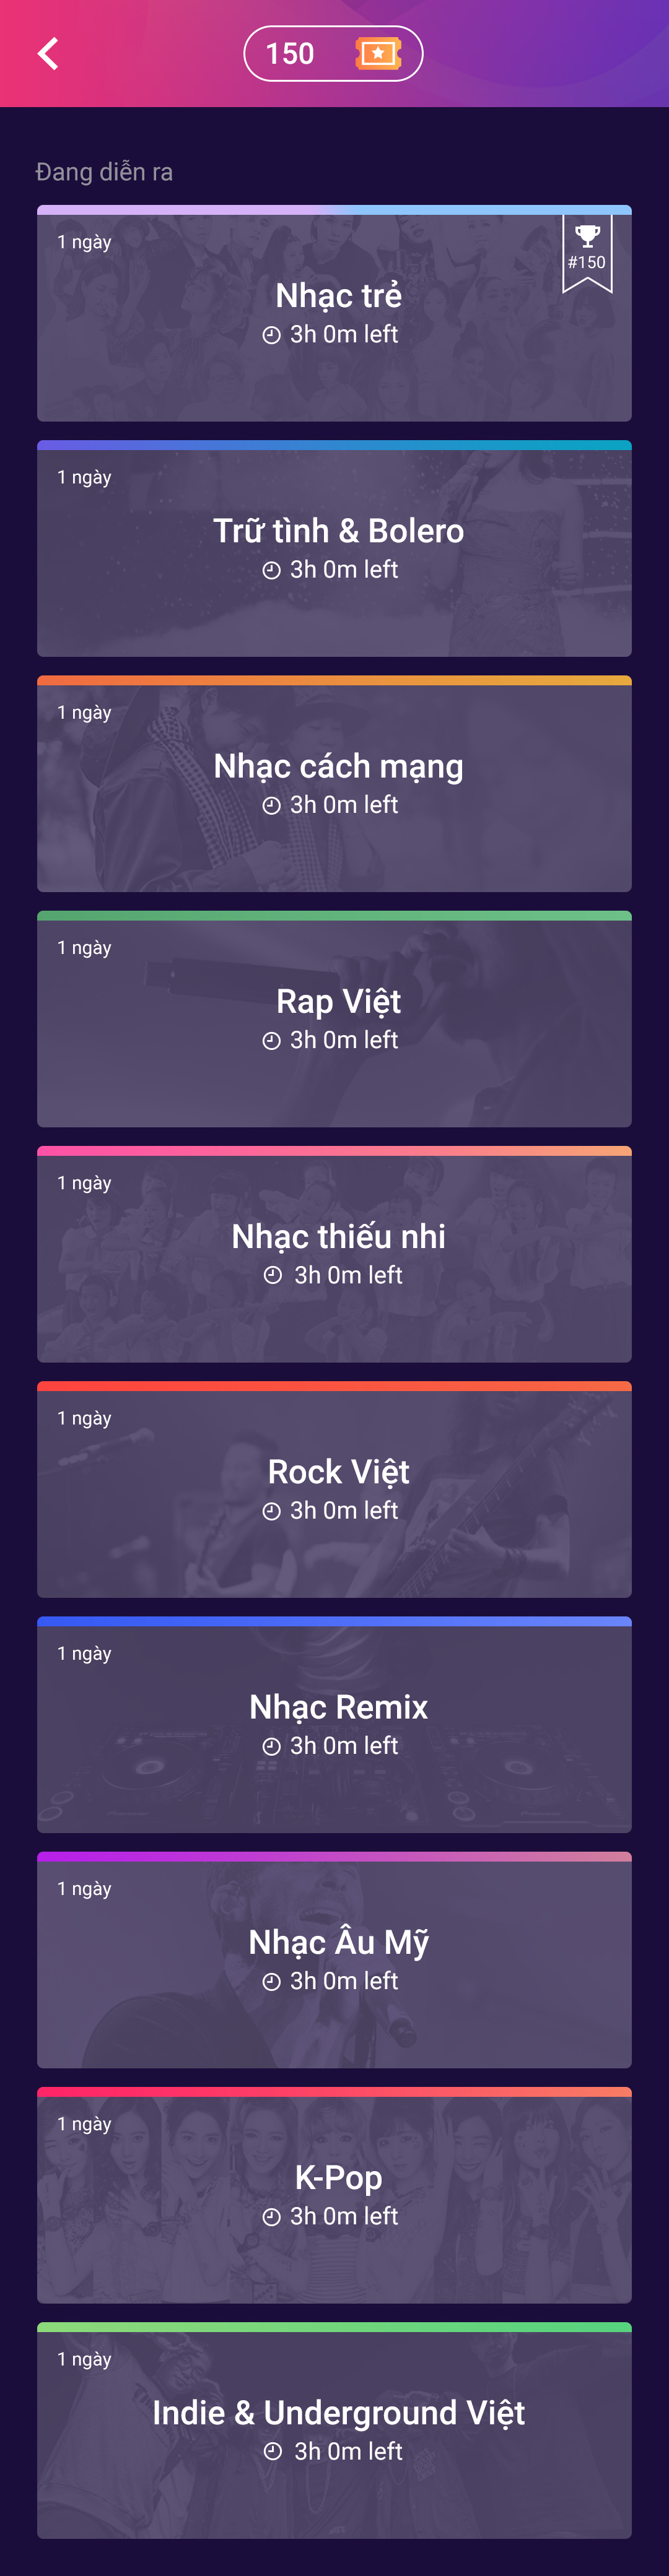 150
Đang diễn ra
1 ngày
#150
Nhạc trẻ
3h 0m left
1 ngày
Trữ tình & Bolero
3h 0m left
1 ngày
Nhạc cách mạng
3h 0m left
1 ngày
Rap Việt
3h 0m left
1 ngày
Nhạc thiếu nhi
3h 0m left
1 ngày
Rock Việt
3h 0m left
1 ngày
Nhạc Remix
3h 0m left
1 ngày
Nhạc Âu Mỹ
3h 0m left
1 ngày
K-Pop
3h 0m left
1 ngày
Indie & Underground Việt
3h 0m left